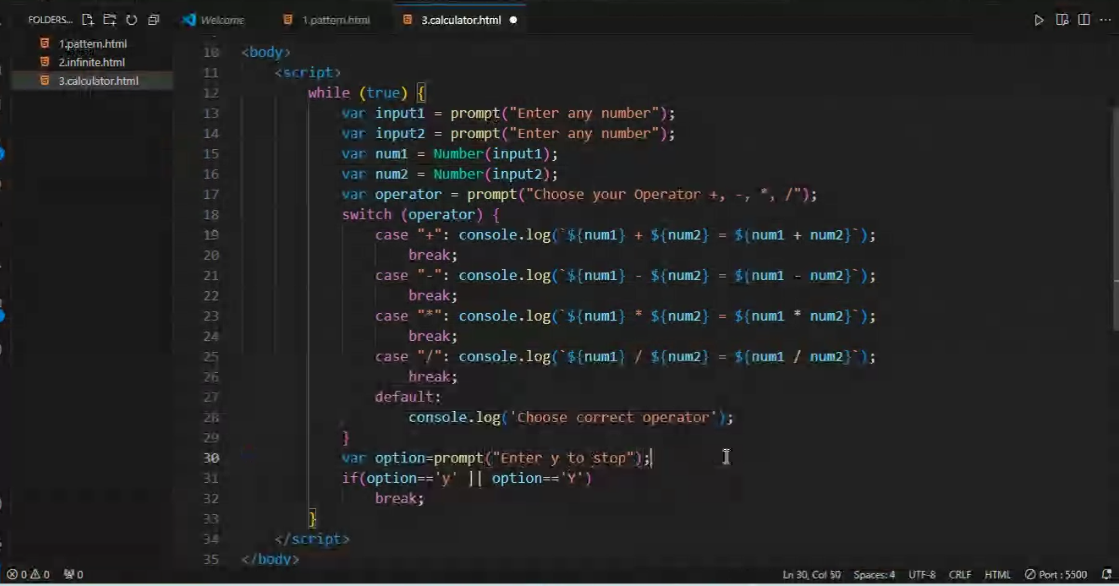 FOLDERS...
Welcome
1.pattern.html
3.calculator.html
1.pattern.html
2.infinite.html
3.calculator.html
10 <body>
11 <script>
12 while (true) {
13 var input1 = prompt("Enter any number");
14 var input2 = prompt("Enter any number");
15 var num1 = Number(input1);
16 var num2 = Number(input2);
17 var operator = prompt("Choose your Operator +, -, *, /");
18 switch (operator) {
19 case "+": console.log(`${num1} + ${num2} = ${num1 + num2}`);
20 break;
21 case "-": console.log(`${num1} - ${num2} = ${num1 - num2}`);
22 break;
23 case "*": console.log(`${num1} * ${num2} = ${num1 * num2}`);
24 break;
25 case "/": console.log(`${num1} / ${num2} = ${num1 / num2}`);
26 break;
27 default:
28 console.log('Choose correct operator');
29 }
30 var option=prompt("Enter y to stop");
31 if(option=='y' || option=='Y')
32 break;
33 }
34 </script>
35 </body>
0 0 0 Ln 30, Col 50 Spaces: 4 UTF-8 CRLF HTML Port : 5500